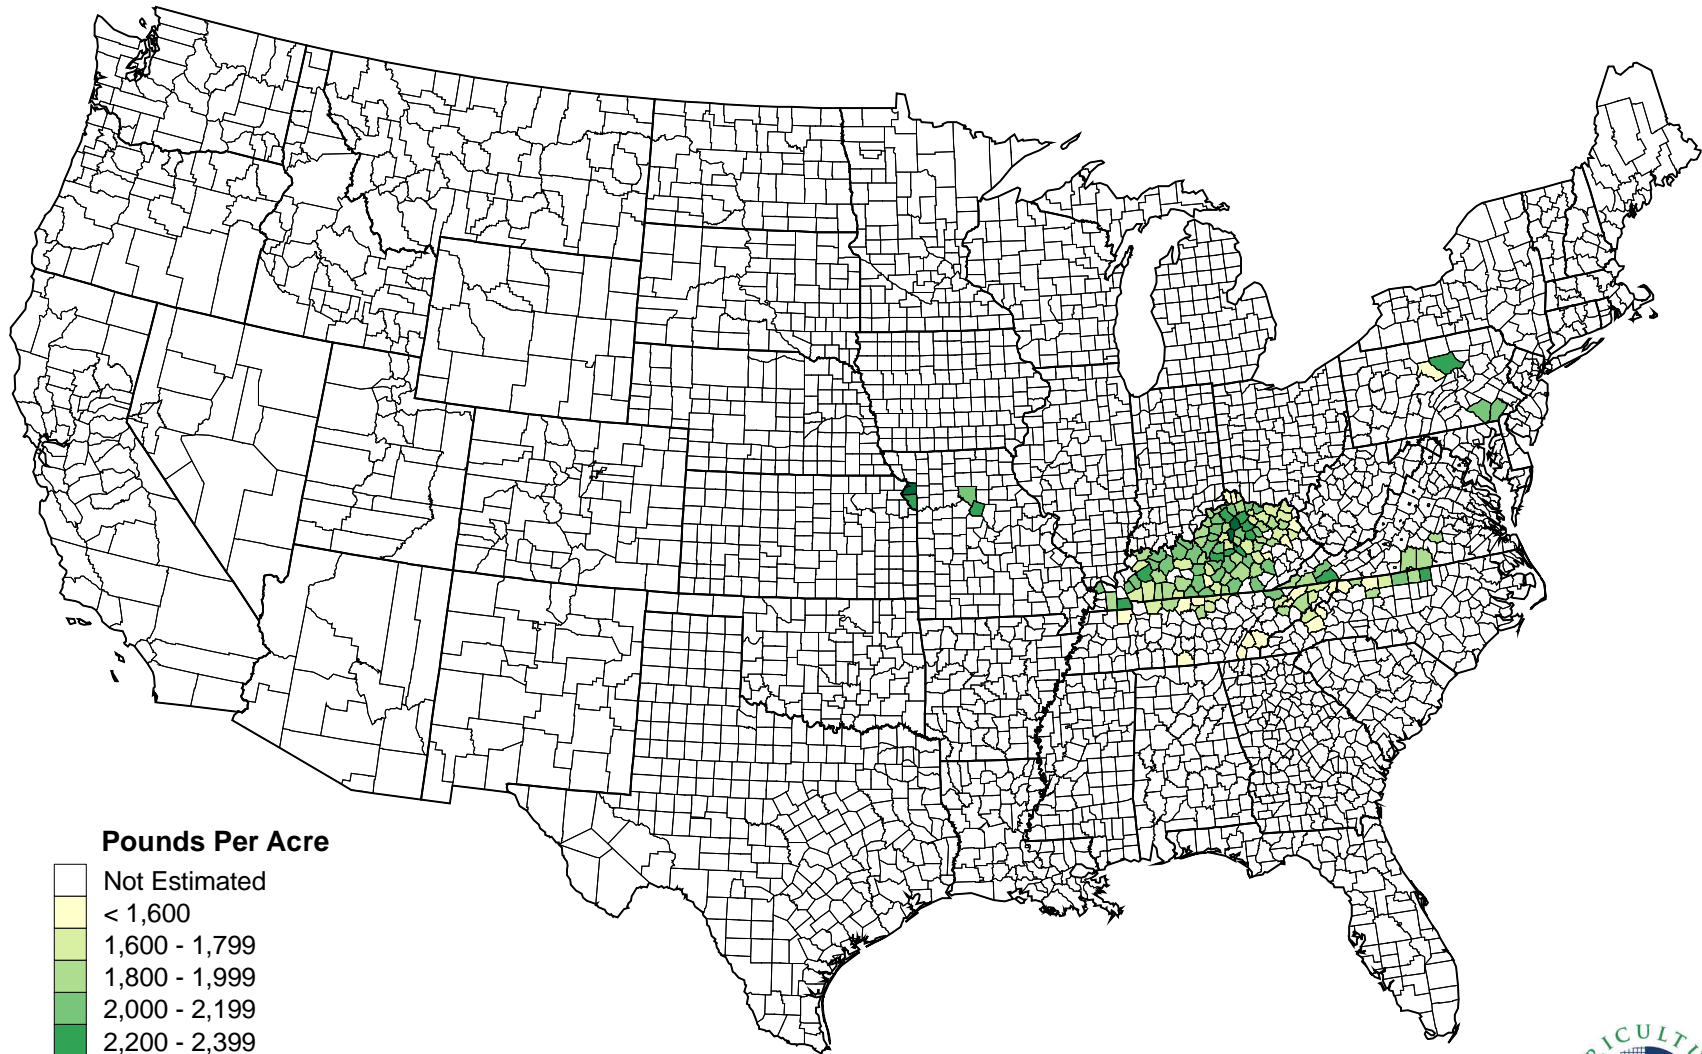 Pounds Per Acre
Not Estimated
< 1,600
1,600 - 1,799
1,800 - 1,999
2,000 - 2,199
2,200 - 2,399